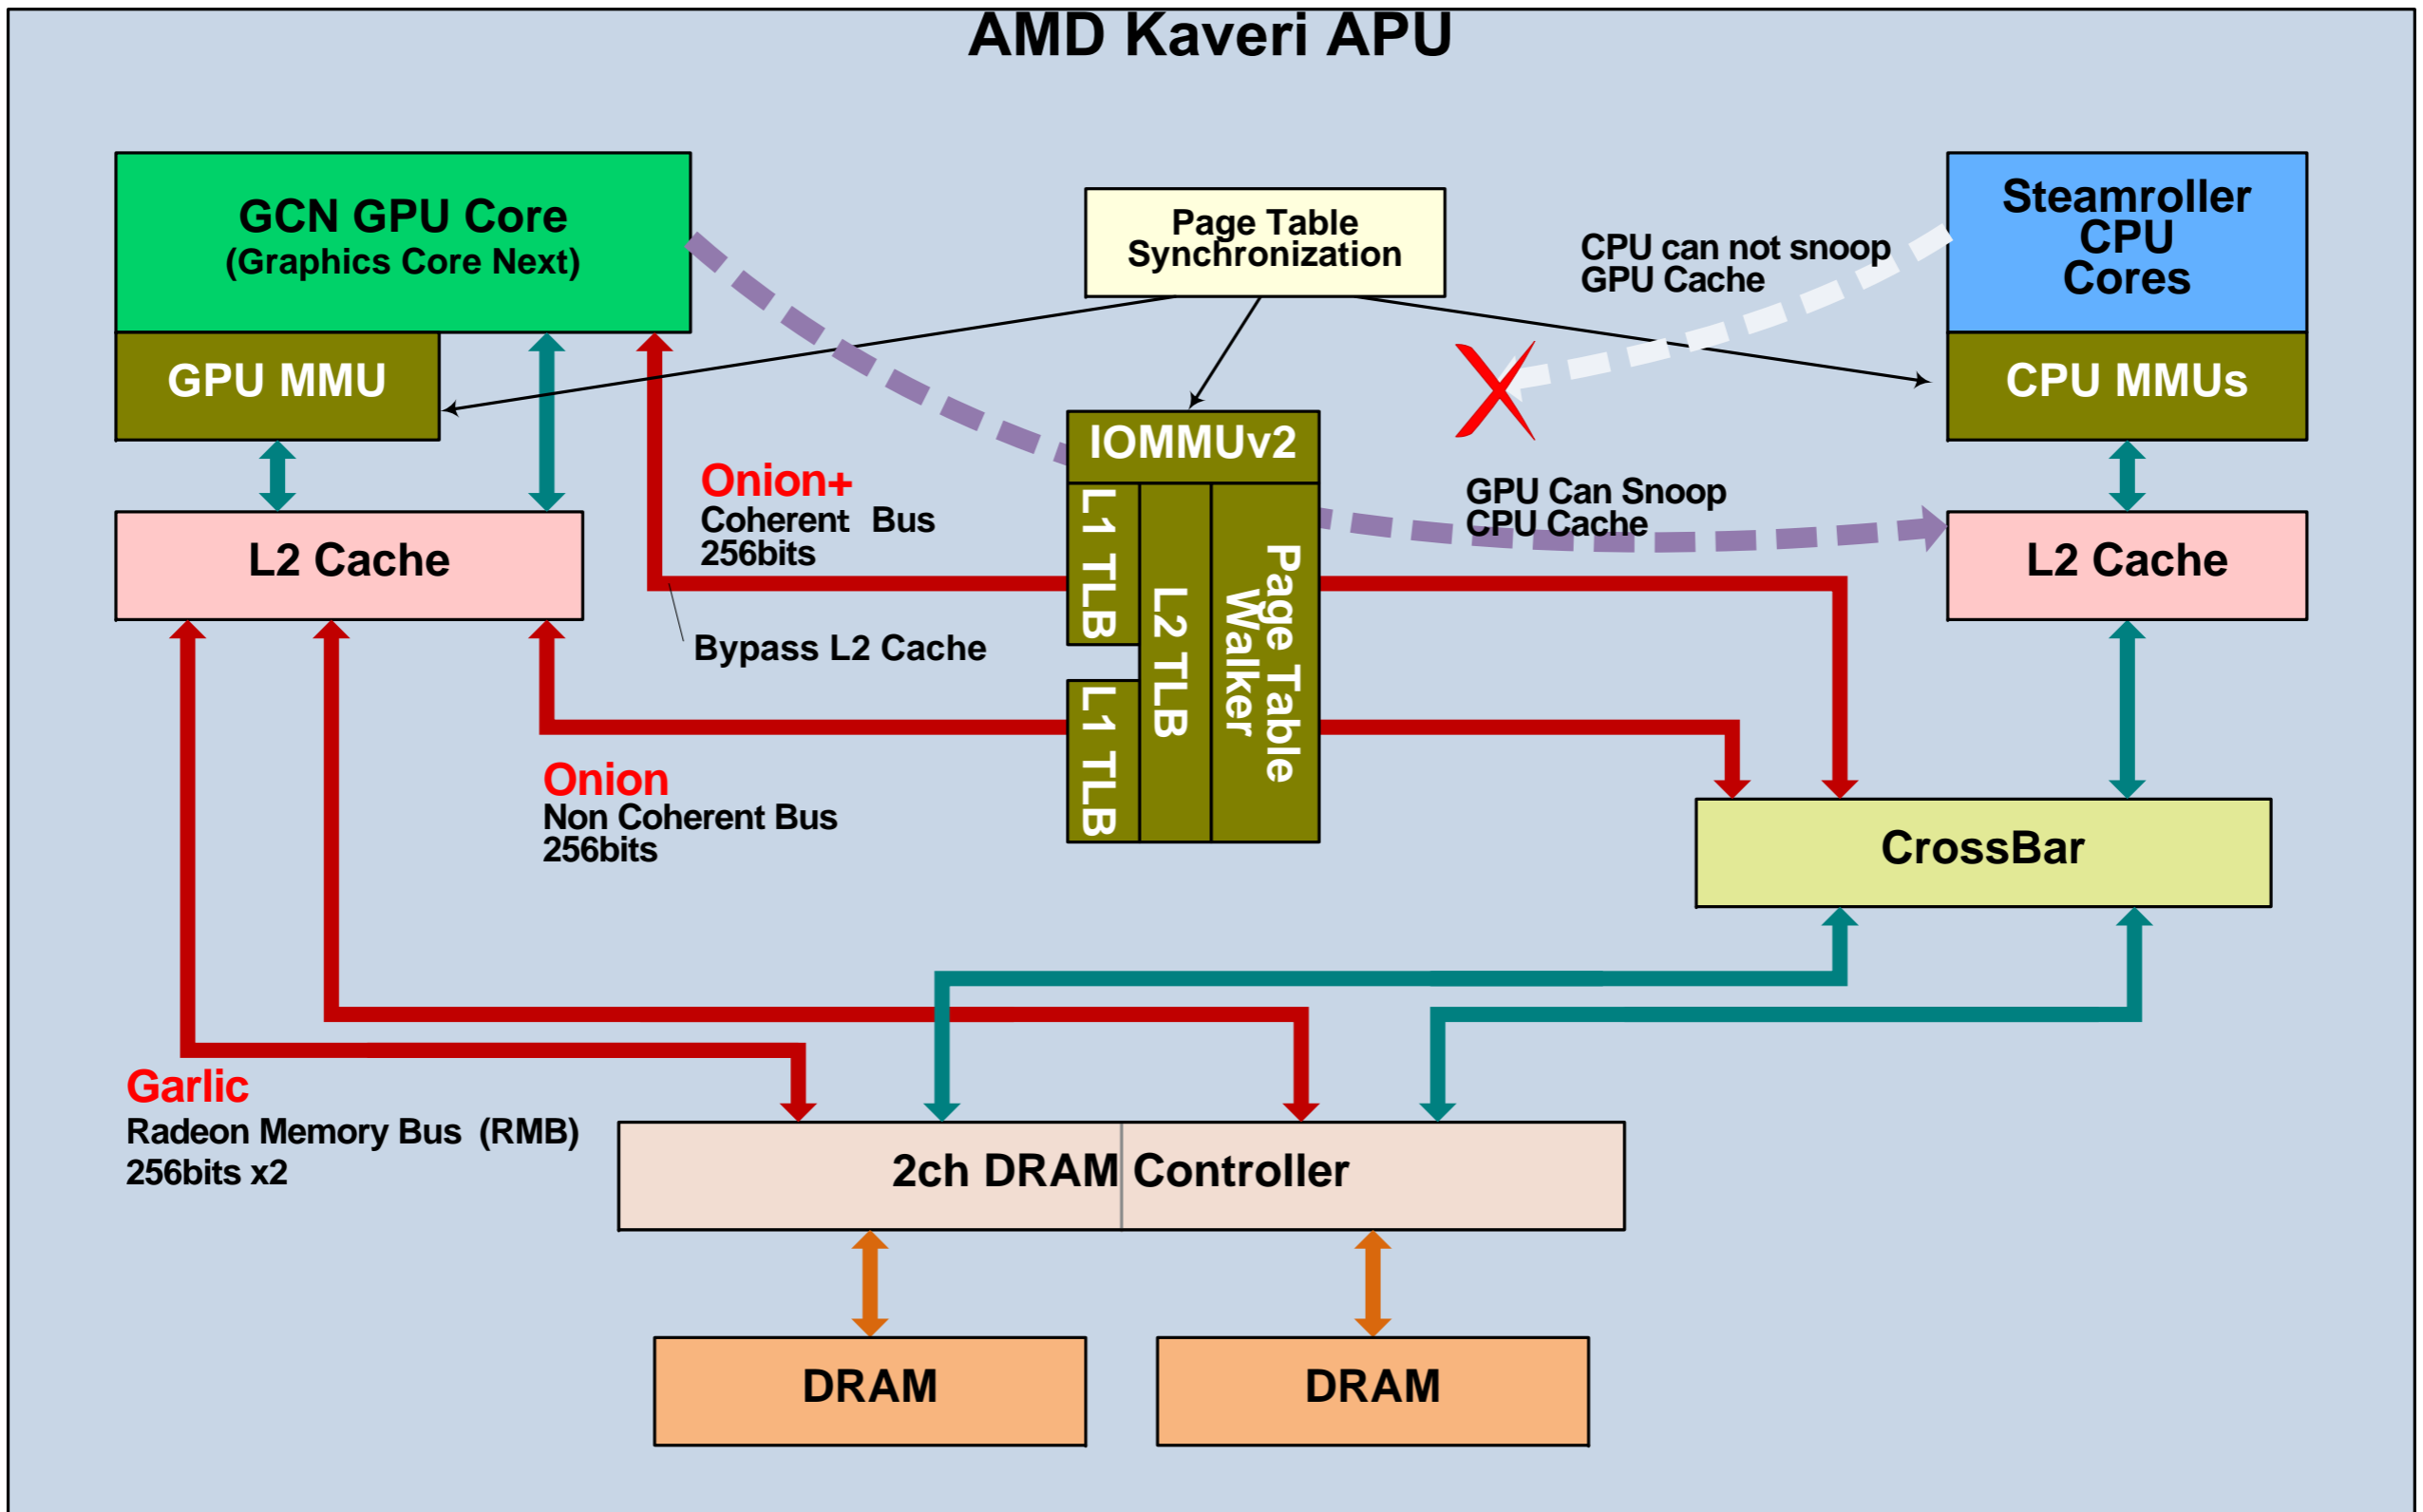 AMD Kaveri APU
GCN GPU Core
(Graphics Core Next)
GPU MMU
Page Table
Synchronization
CPU can not snoop
GPU Cache
Steamroller
CPU
Cores
CPU MMUs
IOMMUv2
L1 TLB
L2 TLB
Page Table
Walker
L1 TLB
Onion+
Coherent Bus
256bits
GPU Can Snoop
CPU Cache
L2 Cache
L2 Cache
Bypass L2 Cache
Onion
Non Coherent Bus
256bits
CrossBar
Garlic
Radeon Memory Bus (RMB)
256bits x2
2ch DRAM Controller
DRAM
DRAM